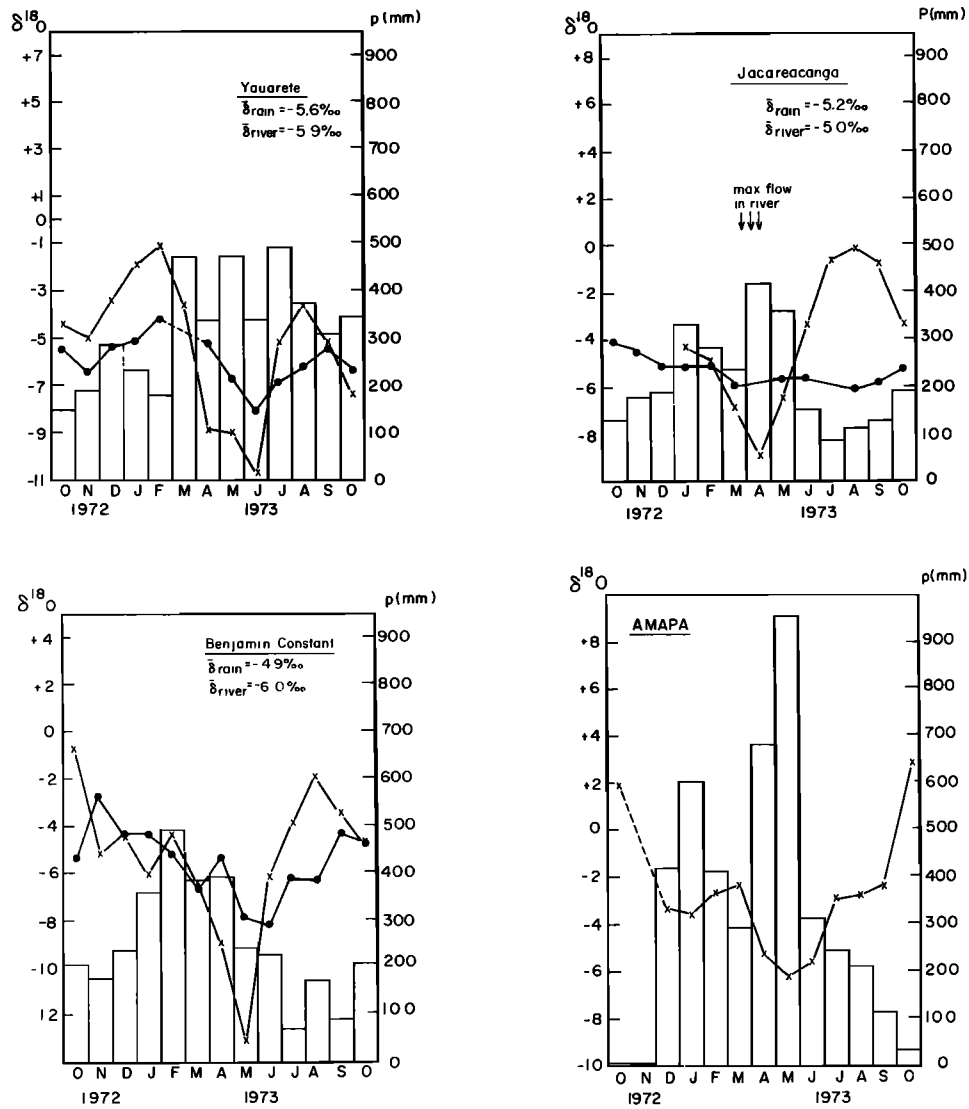 δ¹⁸O p(mm)
+7 900
+5 800
+3 700
+1 600
0
-1 500
-3 400
-5 300
-7 200
-9 100
-11 0
Yauarete
δ̄rain = -5.6‰
δ̄river = -5 9‰
O N D J F M A M J J A S O
1972 1973
δ¹⁸O P(mm)
+8 900
+6 800
+4 700
+2 600
0 500
-2 400
-4 300
-6 200
-8 100
0
Jacareacanga
δ̄rain = -5.2‰
δ̄river = -5 0‰
max flow
in river
O N D J F M A M J J A S O
1972 1973
δ¹⁸O p(mm)
+4 900
+2 800
0 700
-2 600
-4 500
-6 400
-8 300
-10 200
12 100
0
Benjamin Constant
δ̄rain = -4 9‰
δ̄river = -6 0‰
O N D J F M A M J J A S O
1972 1973
δ¹⁸O p(mm)
+8 900
+6 800
+4 700
+2 600
0 500
-2 400
-4 300
-6 200
-8 100
-10 0
AMAPA
O N D J F M A M J J A S O
1972 1973